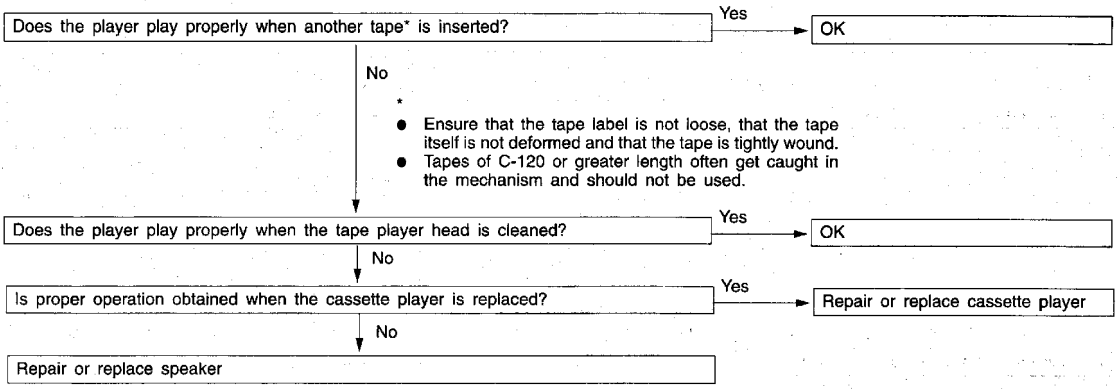 Does the player play properly when another tape* is inserted?
Yes
OK
No
*
● Ensure that the tape label is not loose, that the tape
itself is not deformed and that the tape is tightly wound.
● Tapes of C-120 or greater length often get caught in
the mechanism and should not be used.
Does the player play properly when the tape player head is cleaned?
Yes
OK
No
Is proper operation obtained when the cassette player is replaced?
Yes
Repair or replace cassette player
No
Repair or replace speaker